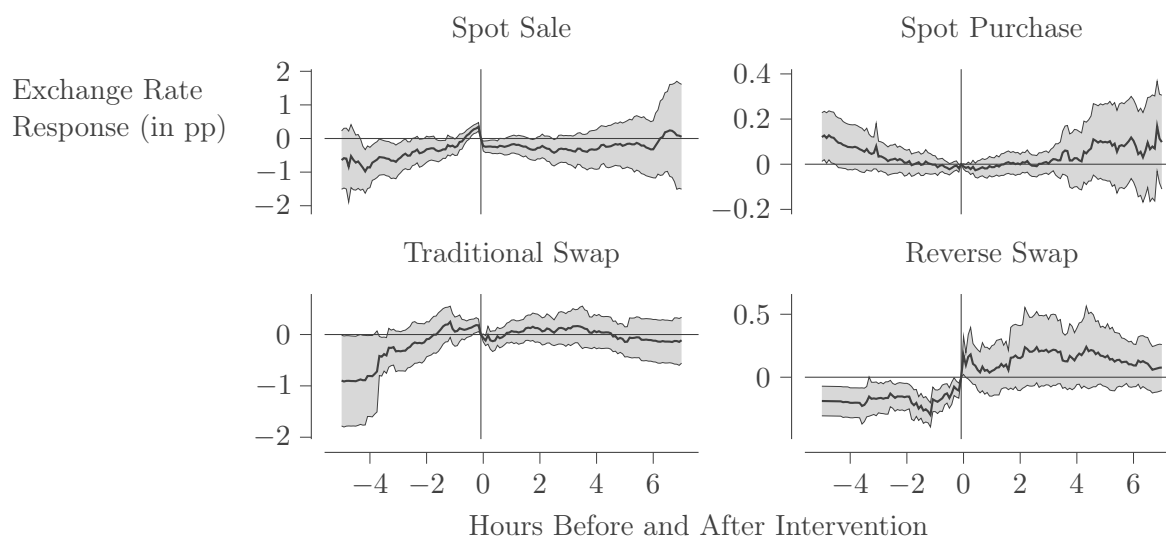 Spot Sale
Spot Purchase
Exchange Rate
Response (in pp)
2
1
0
−1
−2
0.4
0.2
0
−0.2
Traditional Swap
Reverse Swap
0
−1
−2
0.5
0
−4 −2 0 2 4 6
−4 −2 0 2 4 6
Hours Before and After Intervention